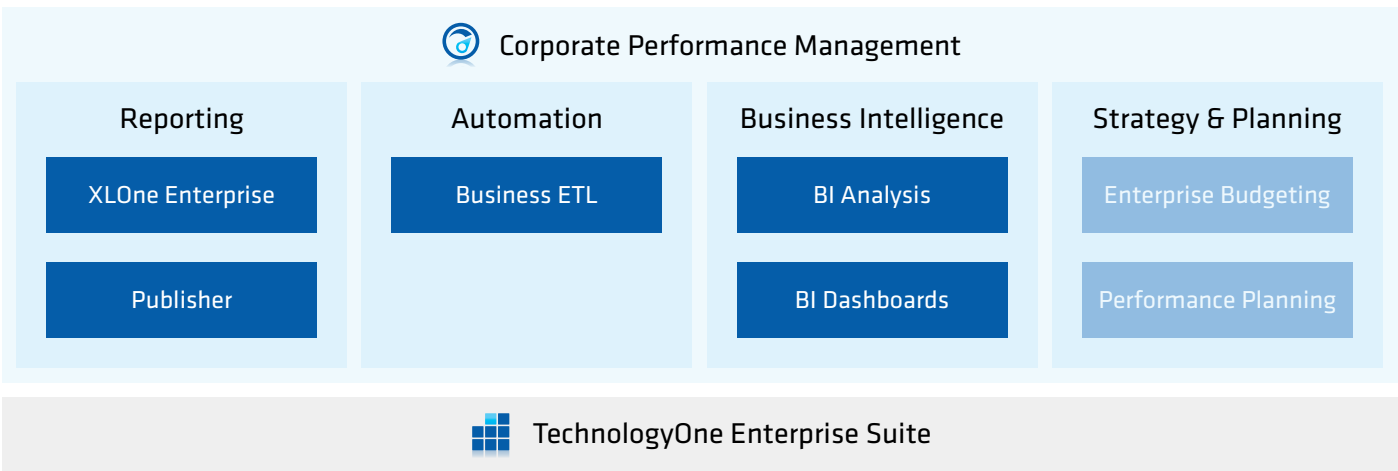 Corporate Performance Management
Reporting
XLOne Enterprise
Publisher
Automation
Business ETL
Business Intelligence
BI Analysis
BI Dashboards
Strategy & Planning
Enterprise Budgeting
Performance Planning
TechnologyOne Enterprise Suite